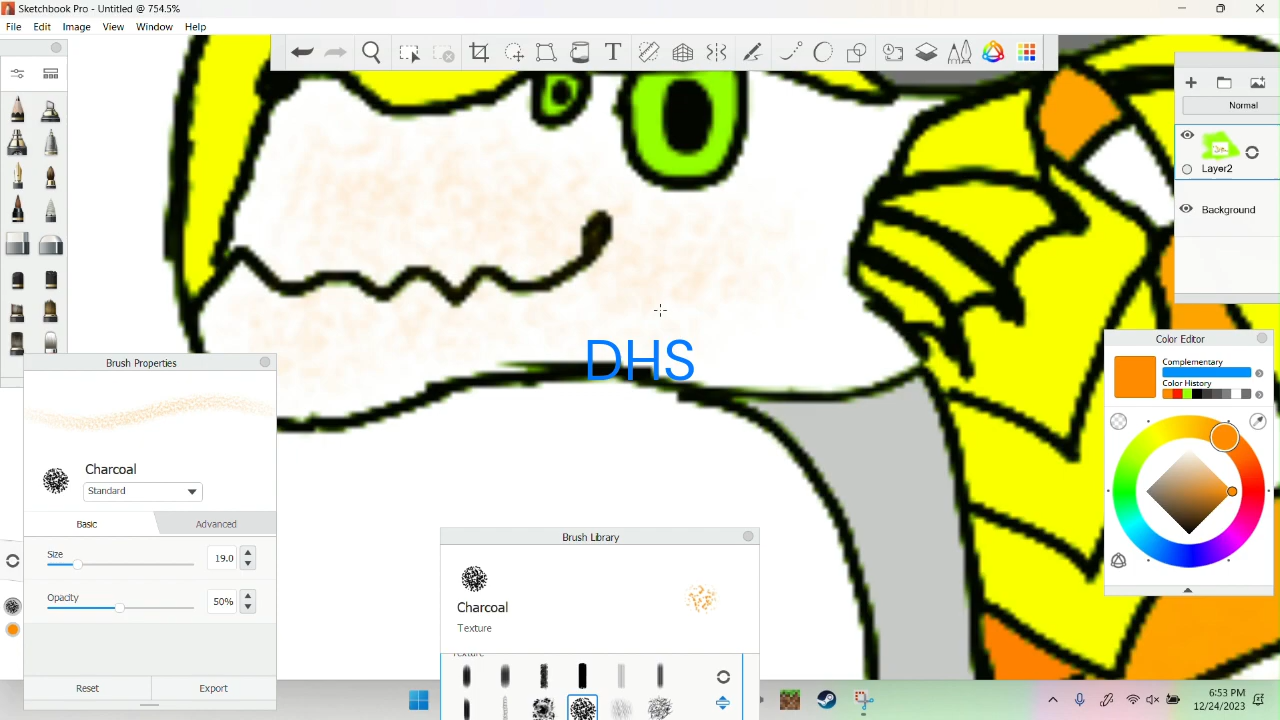 Sketchbook Pro - Untitled @ 754.5%
File Edit Image View Window Help
T
Normal
Layer2
Background
DHS
Brush Properties
Charcoal
Standard
Basic Advanced
Size 19.0
Opacity 50%
Reset Export
Brush Library
Charcoal
Texture
Texture
Color Editor
Complementary
Color History
6:53 PM
12/24/2023